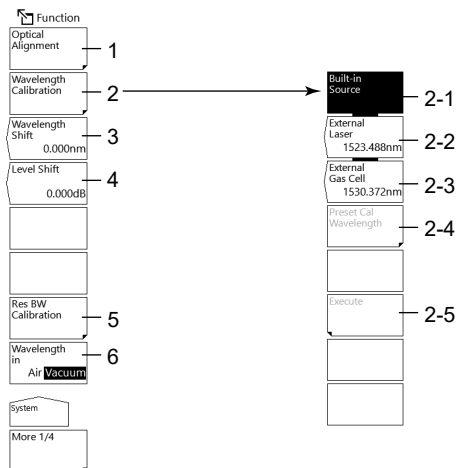 Function
Optical
Alignment
1
Wavelength
Calibration
2
Wavelength
Shift
0.000nm
3
Level Shift
0.000dB
4
Res BW
Calibration
5
Wavelength
in
Air Vacuum
6
System
More 1/4
Built-in
Source
2-1
External
Laser
1523.488nm
2-2
External
Gas Cell
1530.372nm
2-3
Preset Cal
Wavelength
2-4
Execute
2-5